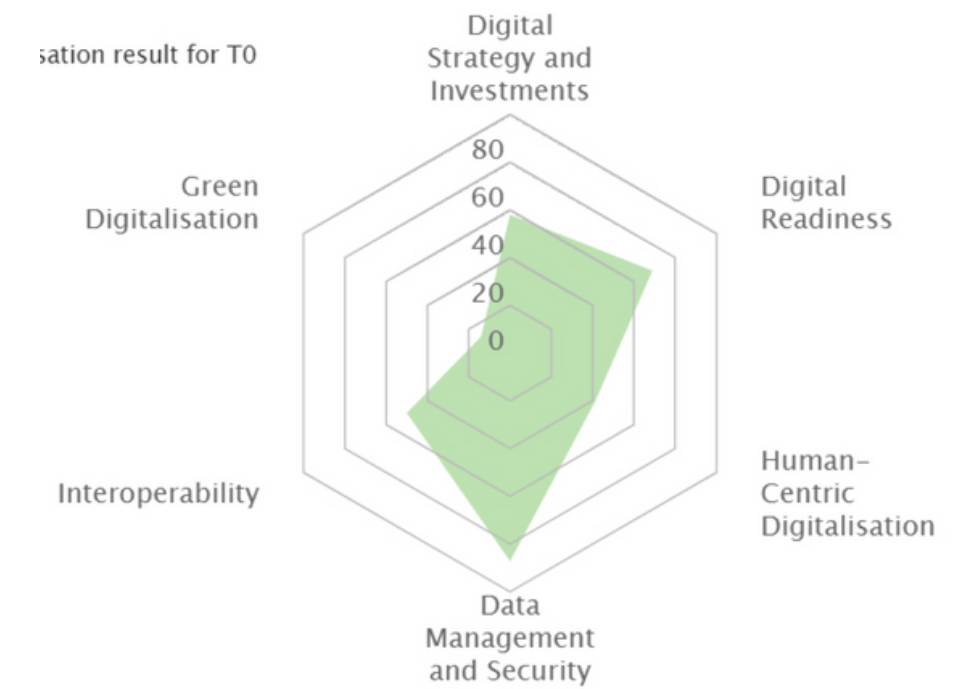 Digital
Strategy and
Investments
sation result for T0
80
60
40
20
0
Green
Digitalisation
Digital
Readiness
Interoperability
Human-
Centric
Digitalisation
Data
Management
and Security